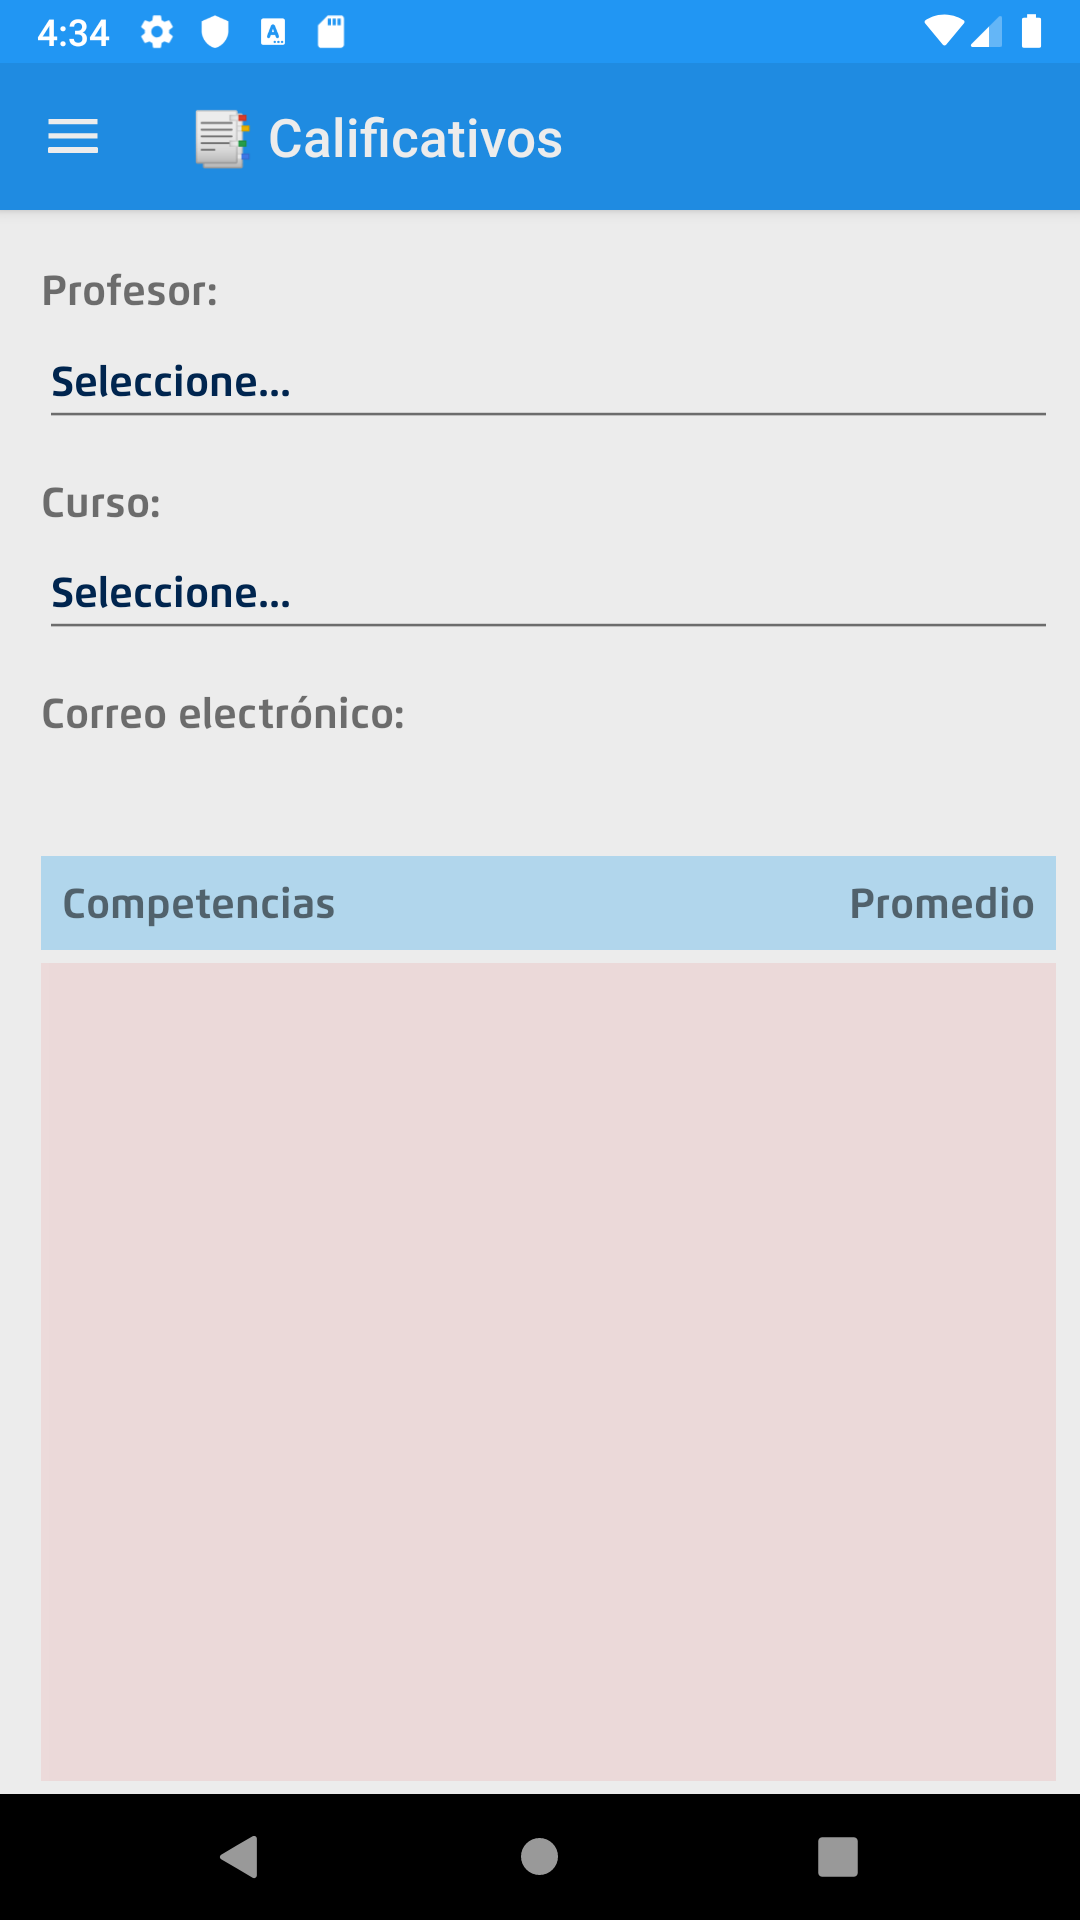 4:34
Calificativos
Profesor:
Seleccione...
Curso:
Seleccione...
Correo electrónico:
Competencias Promedio